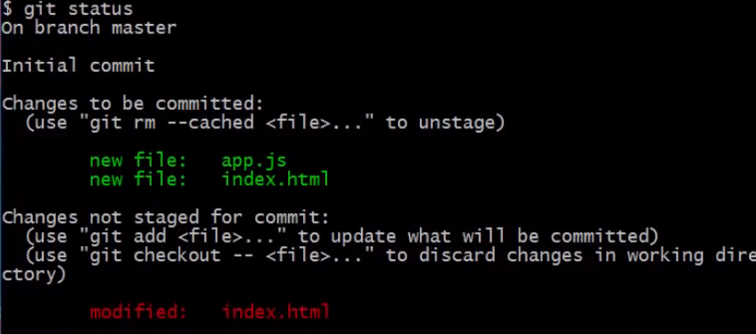 $ git status
On branch master
Initial commit
Changes to be committed:
(use "git rm --cached <file>..." to unstage)
new file: app.js
new file: index.html
Changes not staged for commit:
(use "git add <file>..." to update what will be committed)
(use "git checkout -- <file>..." to discard changes in working dire
ctory)
modified: index.html